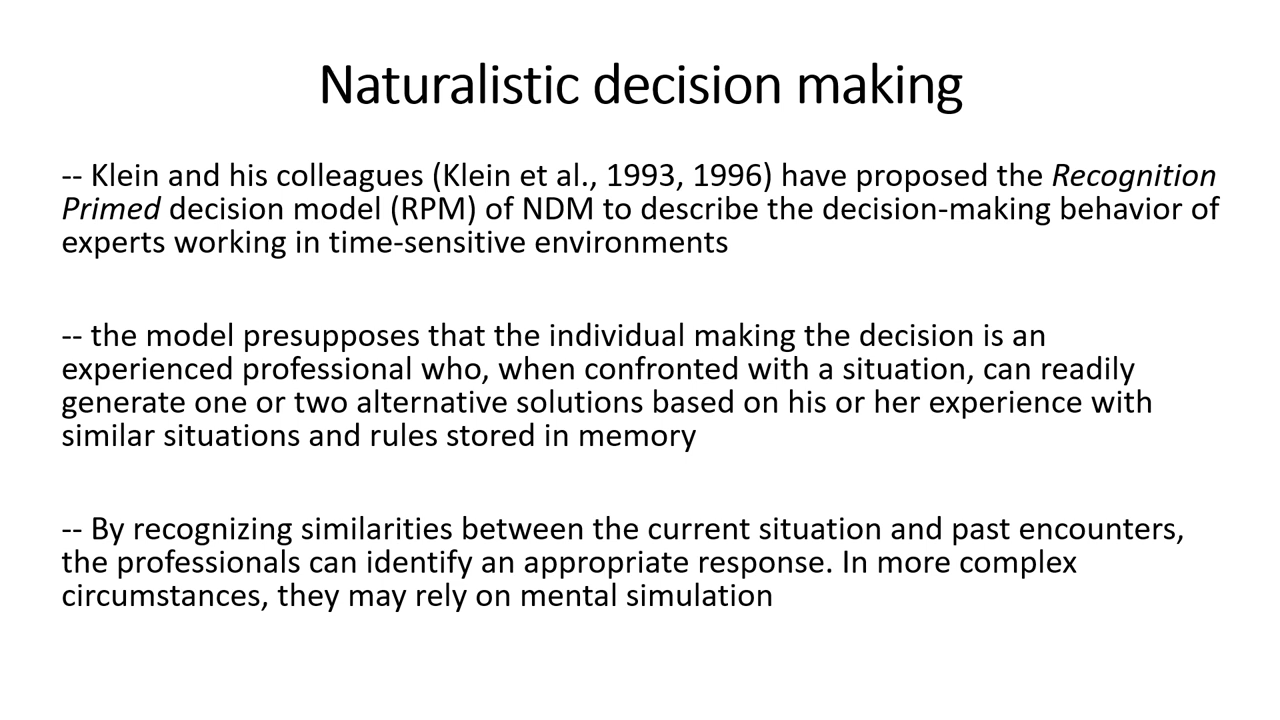 Naturalistic decision making
-- Klein and his colleagues (Klein et al., 1993, 1996) have proposed the Recognition
Primed decision model (RPM) of NDM to describe the decision-making behavior of
experts working in time-sensitive environments
-- the model presupposes that the individual making the decision is an
experienced professional who, when confronted with a situation, can readily
generate one or two alternative solutions based on his or her experience with
similar situations and rules stored in memory
-- By recognizing similarities between the current situation and past encounters,
the professionals can identify an appropriate response. In more complex
circumstances, they may rely on mental simulation